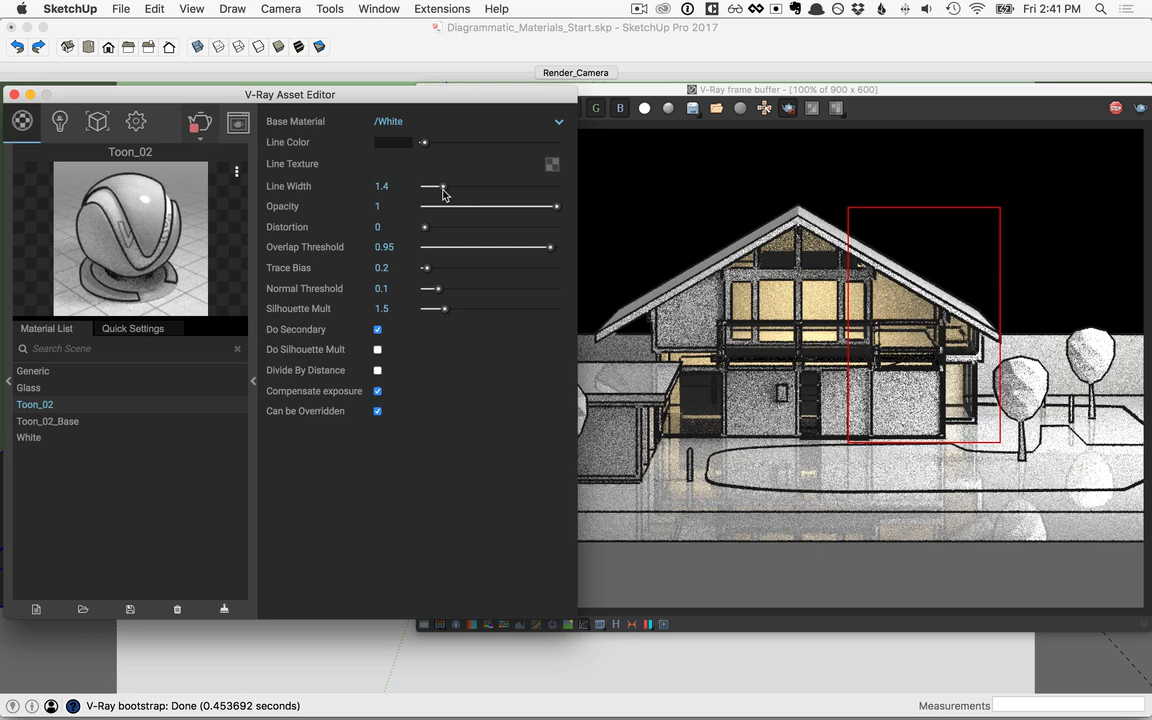 SketchUp File Edit View Draw Camera Tools Window Extensions Help Fri 2:41 PM
Diagrammatic_Materials_Start.skp - SketchUp Pro 2017
Render_Camera
V-Ray Asset Editor
V-Ray frame buffer - [100% of 900 x 600]
G B
STOP
Toon_02
Base Material /White
Line Color
Line Texture
Line Width 1.4
Opacity 1
Distortion 0
Overlap Threshold 0.95
Trace Bias 0.2
Normal Threshold 0.1
Silhouette Mult 1.5
Do Secondary
Do Silhouette Mult
Divide By Distance
Compensate exposure
Can be Overridden
Material List Quick Settings
Search Scene
Generic
Glass
Toon_02
Toon_02_Base
White
H
V-Ray bootstrap: Done (0.453692 seconds)
Measurements